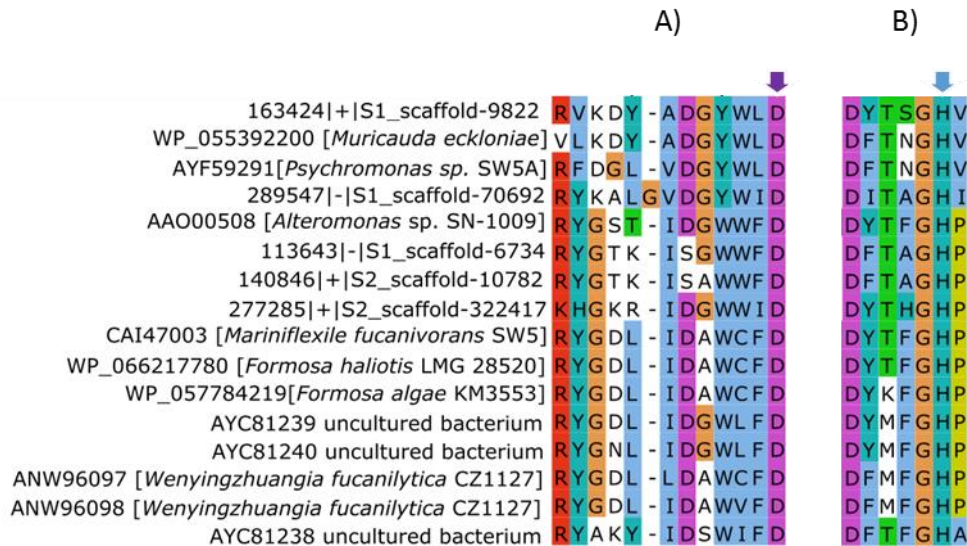 A) B)
163424|+|S1_scaffold-9822 RVKDY-ADGYWLD DYTSGHV
WP_055392200 [Muricauda eckloniae] VLKDY-ADGYWLD DFTNGHV
AYF59291[Psychromonas sp. SW5A] RFDGL-VDGYWLD DFTNGHV
289547|-|S1_scaffold-70692 RYKALGVDGYWID DITAGHI
AAO00508 [Alteromonas sp. SN-1009] RYGST-IDGWWFD DYTFGHP
113643|-|S1_scaffold-6734 RYGTK-ISGWWFD DFTAGHP
140846|+|S2_scaffold-10782 RYGTK-ISAWWFD DFTAGHP
277285|+|S2_scaffold-322417 KHGKR-IDGWWID DYTHGHP
CAI47003 [Mariniflexile fucanivorans SW5] RYGDL-IDAWCFD DYTFGHP
WP_066217780 [Formosa haliotis LMG 28520] RYGDL-IDAWCFD DYTFGHP
WP_057784219[Formosa algae KM3553] RYGDL-IDAWCFD DYKFGHP
AYC81239 uncultured bacterium RYGDL-IDGWLFD DYMFGHP
AYC81240 uncultured bacterium RYGNL-IDGWLFD DYMFGHP
ANW96097 [Wenyingzhuangia fucanilytica CZ1127] RYGDL-LDAWCFD DFMFGHP
ANW96098 [Wenyingzhuangia fucanilytica CZ1127] RYGDL-IDAWVFD DFMFGHP
AYC81238 uncultured bacterium RYAKY-IDSWIFD DFTFGHA